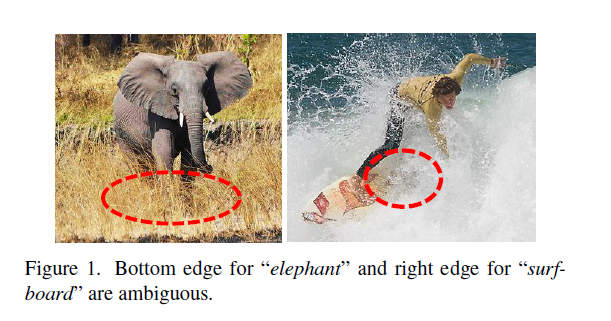 Figure 1. Bottom edge for “elephant” and right edge for “surf-
board” are ambiguous.